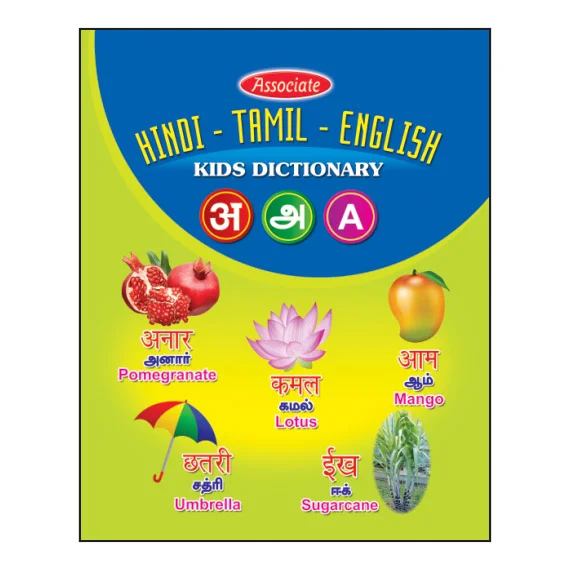 Associate
HINDI - TAMIL - ENGLISH
KIDS DICTIONARY
अ அ A
अनार
அனார்
Pomegranate
कमल
கமல்
Lotus
आम
ஆம்
Mango
छतरी
சத்ரி
Umbrella
ईख
ஈக்
Sugarcane